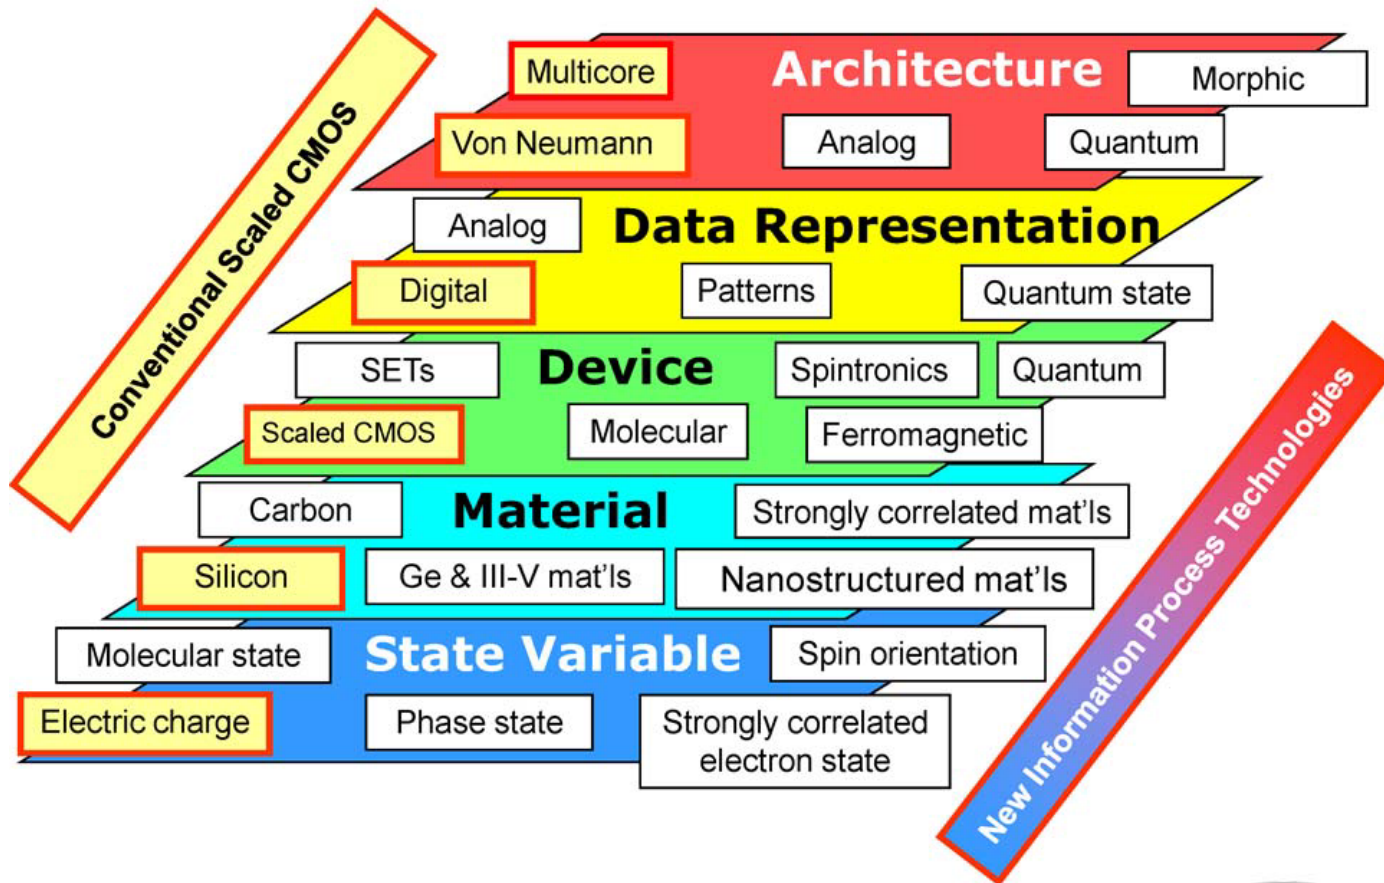 Conventional Scaled CMOS
Multicore
Architecture
Morphic
Von Neumann
Analog
Quantum
Analog
Data Representation
Digital
Patterns
Quantum state
SETs
Device
Spintronics
Quantum
Scaled CMOS
Molecular
Ferromagnetic
Carbon
Material
Strongly correlated mat'ls
Silicon
Ge & III-V mat'ls
Nanostructured mat'ls
Molecular state
State Variable
Spin orientation
Electric charge
Phase state
Strongly correlated
electron state
New Information Process Technologies